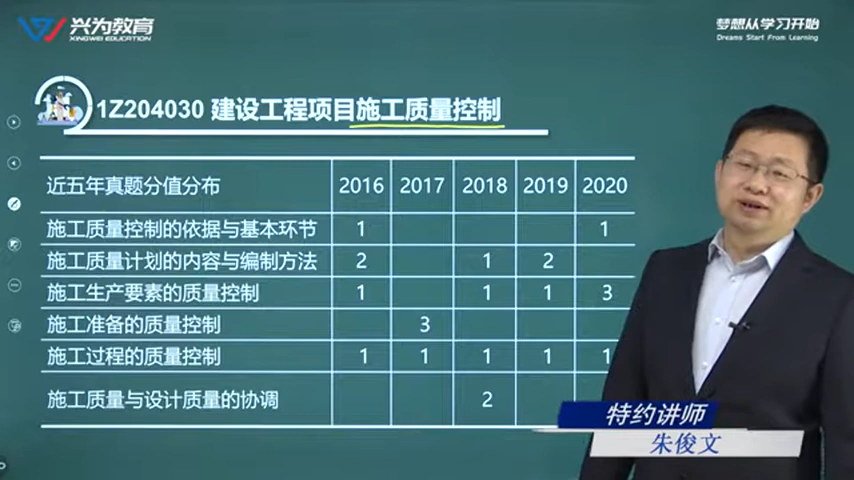 兴为教育
XINGWEI EDUCATION
梦想从学习开始
Dreams Start From Learning
1Z204030 建设工程项目施工质量控制
近五年真题分值分布 2016 2017 2018 2019 2020
施工质量控制的依据与基本环节 1 1
施工质量计划的内容与编制方法 2 1 2
施工生产要素的质量控制 1 1 1 3
施工准备的质量控制 3
施工过程的质量控制 1 1 1 1 1
施工质量与设计质量的协调 2
特约讲师
朱俊文